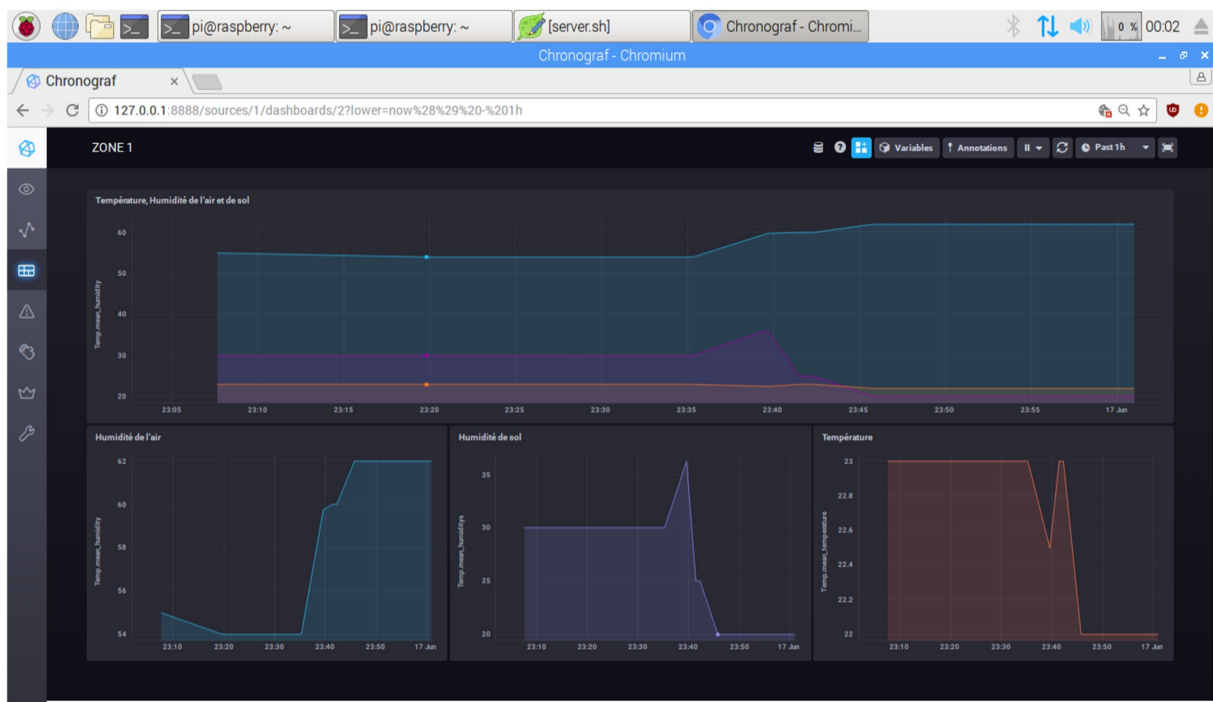 pi@raspberry: ~
pi@raspberry: ~
[server.sh]
Chronograf - Chromi...
0 %
00:02
Chronograf - Chromium
Chronograf
127.0.0.1:8888/sources/1/dashboards/2?lower=now%28%29%20-%201h
ZONE 1
Variables
Annotations
Past 1h
Température, Humidité de l'air et de sol
Temp.mean_humidity
60
50
40
30
20
23:05 23:10 23:15 23:20 23:25 23:30 23:35 23:40 23:45 23:50 23:55 17 Jun
Humidité de l'air
Temp.mean_humidity
62
60
58
56
54
23:10 23:20 23:30 23:40 23:50 17 Jun
Humidité de sol
Temp.mean_humiditys
35
30
25
20
23:10 23:20 23:30 23:40 23:50 17 Jun
Température
Temp.mean_temperature
23
22.8
22.6
22.4
22.2
22
23:10 23:20 23:30 23:40 23:50 17 Jun